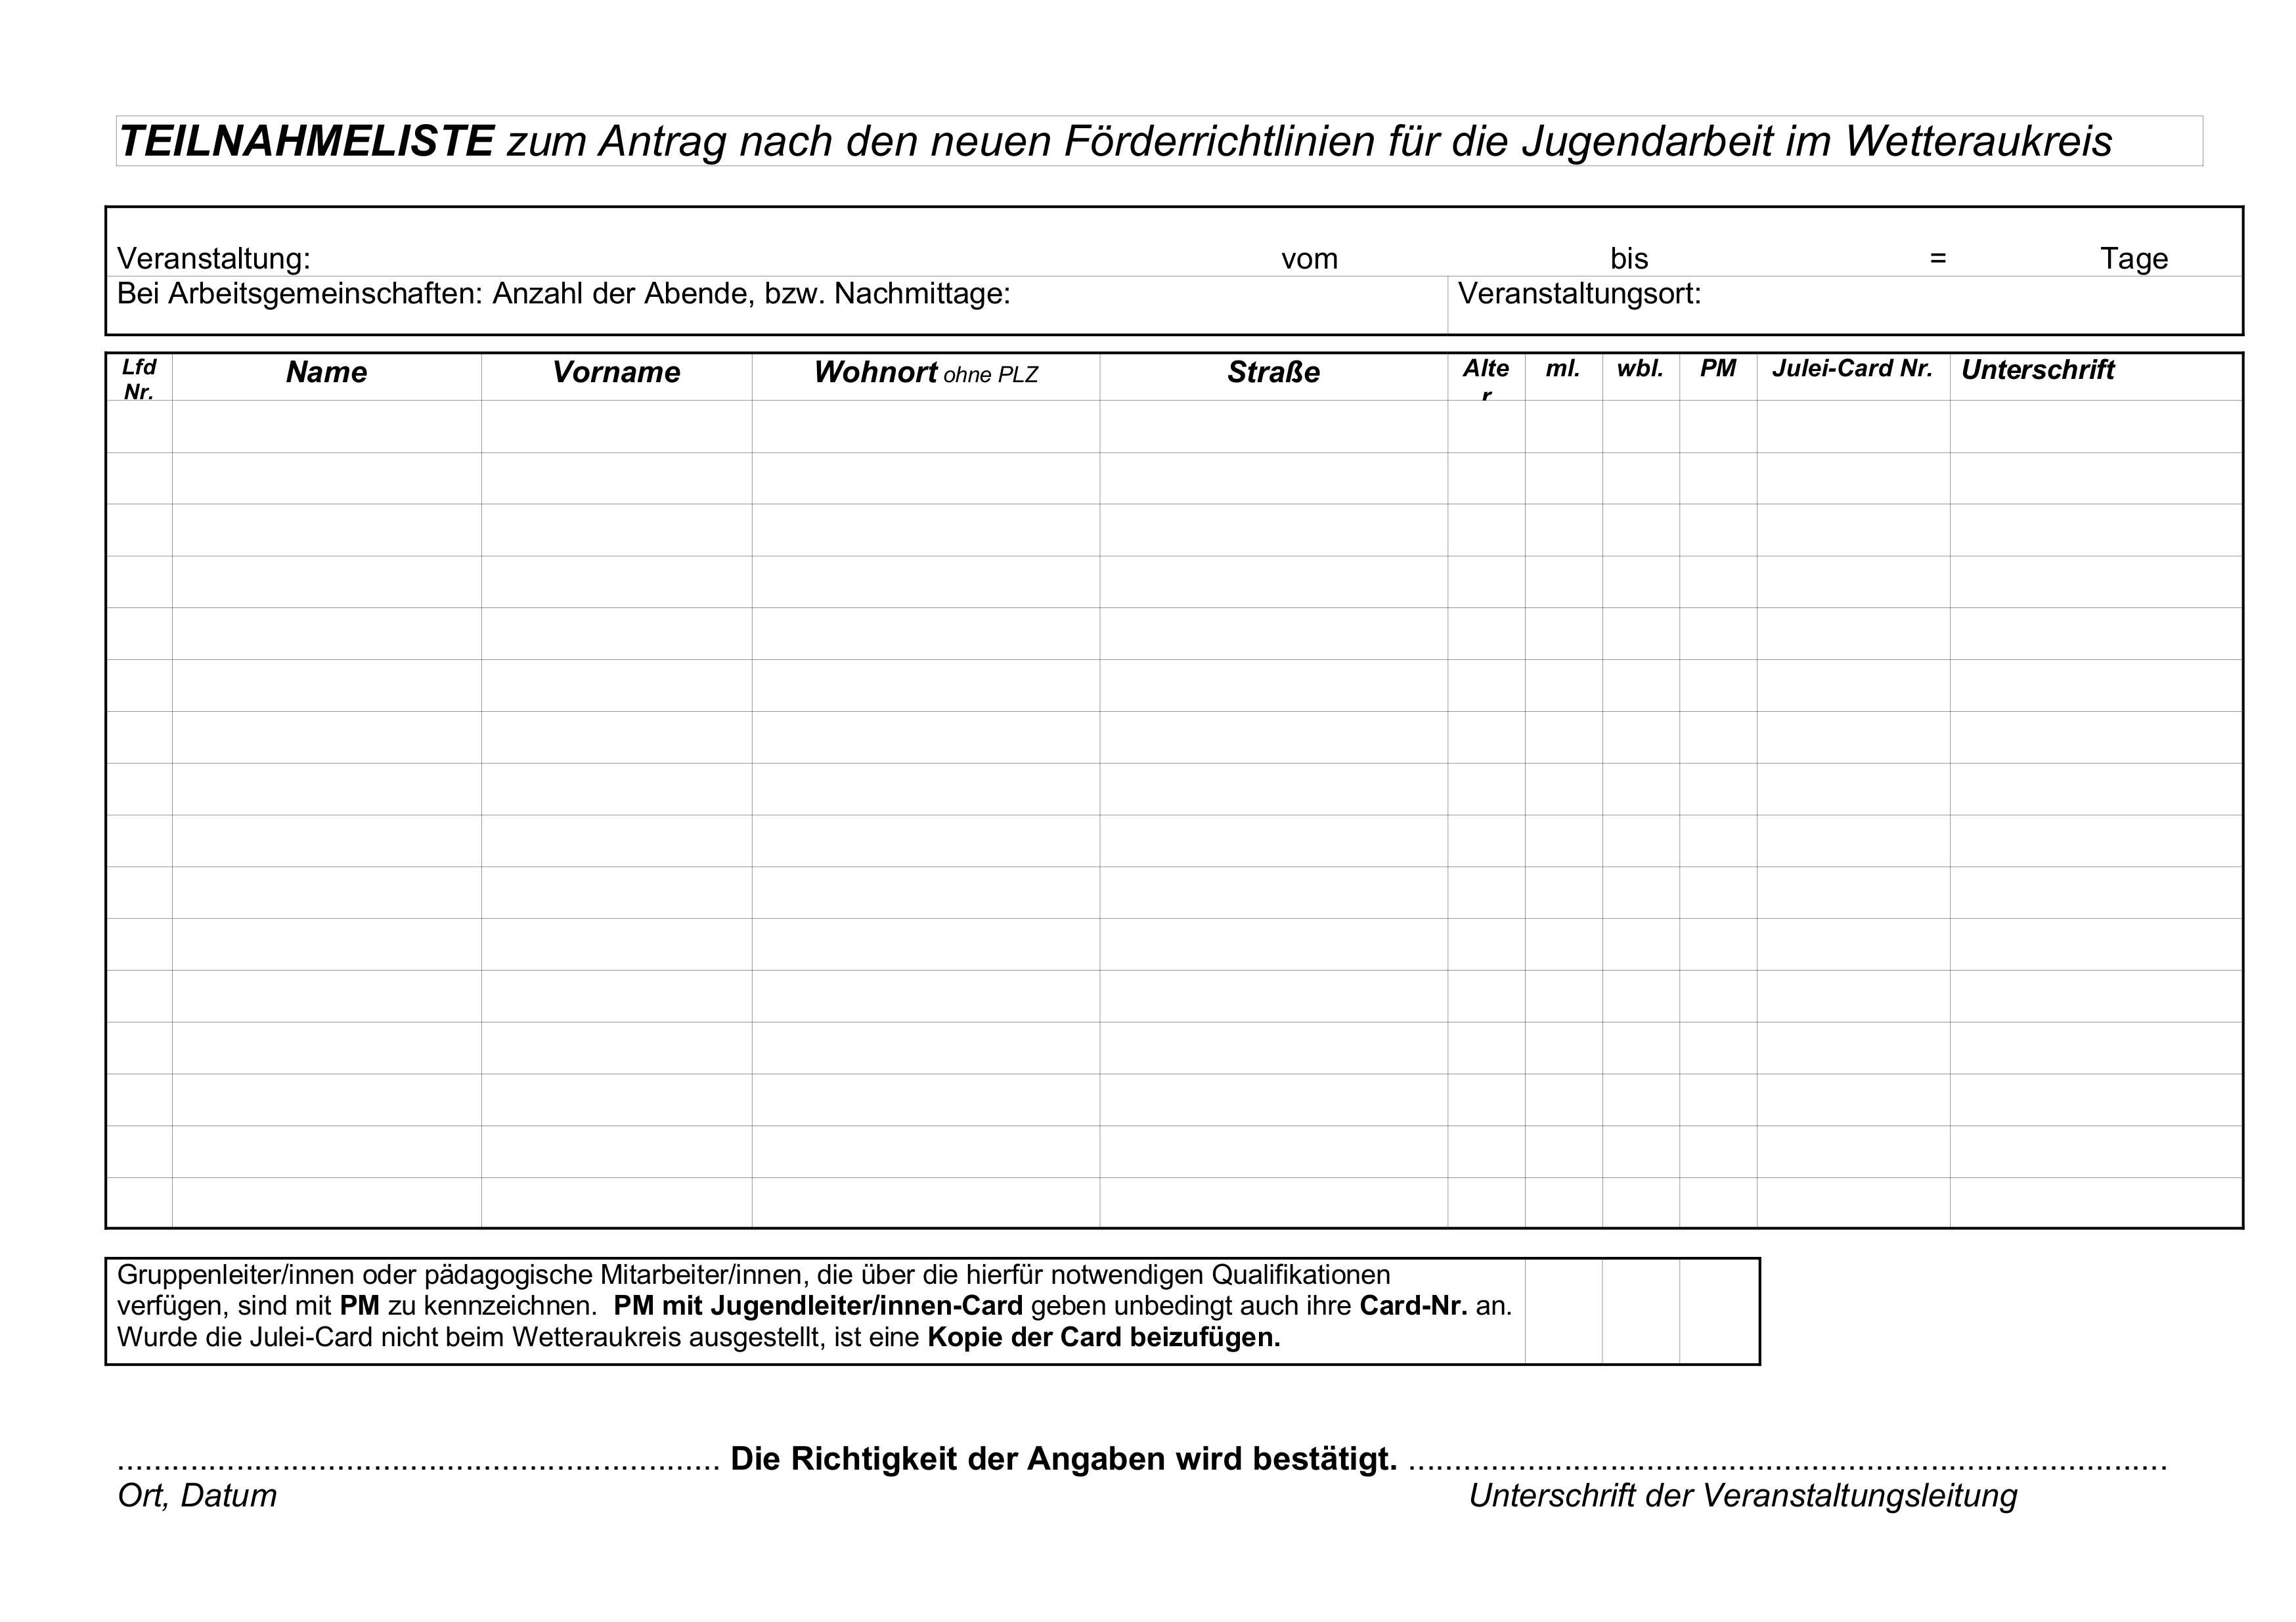 TEILNAHMELISTE zum Antrag nach den neuen Förderrichtlinien für die Jugendarbeit im Wetteraukreis
Veranstaltung: vom bis = Tage
Bei Arbeitsgemeinschaften: Anzahl der Abende, bzw. Nachmittage: Veranstaltungsort:
Lfd Name Vorname Wohnort ohne PLZ Straße Alte ml. wbl. PM Julei-Card Nr. Unterschrift
Nr. r
Gruppenleiter/innen oder pädagogische Mitarbeiter/innen, die über die hierfür notwendigen Qualifikationen
verfügen, sind mit PM zu kennzeichnen. PM mit Jugendleiter/innen-Card geben unbedingt auch ihre Card-Nr. an.
Wurde die Julei-Card nicht beim Wetteraukreis ausgestellt, ist eine Kopie der Card beizufügen.
.................................................................. Die Richtigkeit der Angaben wird bestätigt. ...................................................................................
Ort, Datum Unterschrift der Veranstaltungsleitung